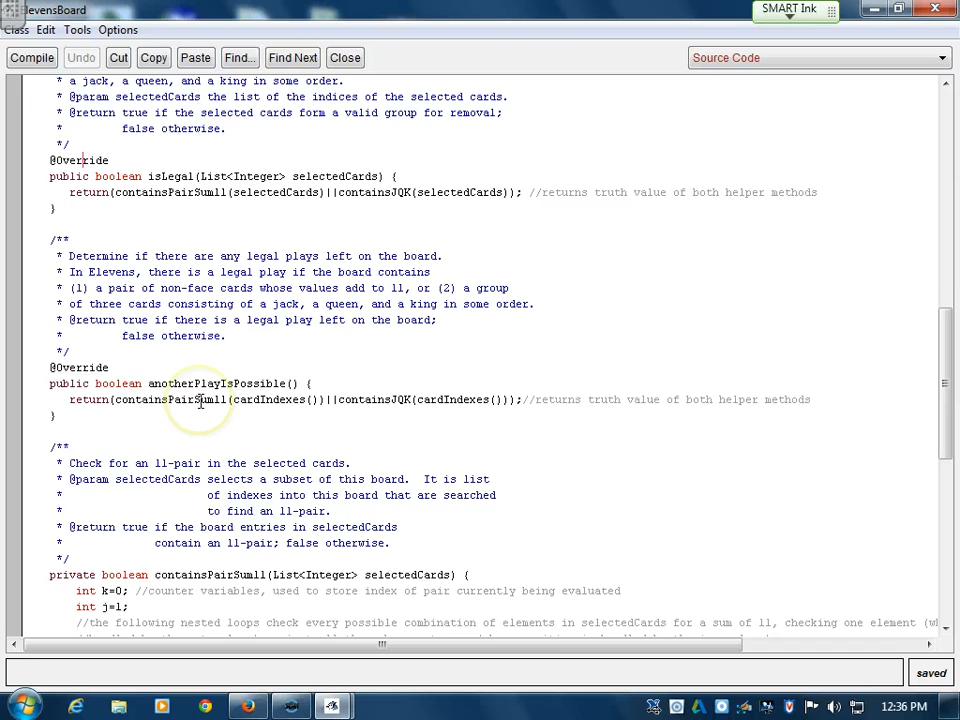 ElevensBoard
SMART Ink
Class Edit Tools Options
Compile Undo Cut Copy Paste Find... Find Next Close Source Code
* a jack, a queen, and a king in some order.
* @param selectedCards the list of the indices of the selected cards.
* @return true if the selected cards form a valid group for removal;
* false otherwise.
*/
@Override
public boolean isLegal(List<Integer> selectedCards) {
return(containsPairSum11(selectedCards)||containsJQK(selectedCards)); //returns truth value of both helper methods
}
/**
* Determine if there are any legal plays left on the board.
* In Elevens, there is a legal play if the board contains
* (1) a pair of non-face cards whose values add to 11, or (2) a group
* of three cards consisting of a jack, a queen, and a king in some order.
* @return true if there is a legal play left on the board;
* false otherwise.
*/
@Override
public boolean anotherPlayIsPossible() {
return(containsPairSum11(cardIndexes())||containsJQK(cardIndexes()));//returns truth value of both helper methods
}
/**
* Check for an 11-pair in the selected cards.
* @param selectedCards selects a subset of this board. It is list
* of indexes into this board that are searched
* to find an 11-pair.
* @return true if the board entries in selectedCards
* contain an 11-pair; false otherwise.
*/
private boolean containsPairSum11(List<Integer> selectedCards) {
int k=0; //counter variables, used to store index of pair currently being evaluated
int j=1;
//the following nested loops check every possible combination of elements in selectedCards for a sum of 11, checking one element (w
saved
12:36 PM